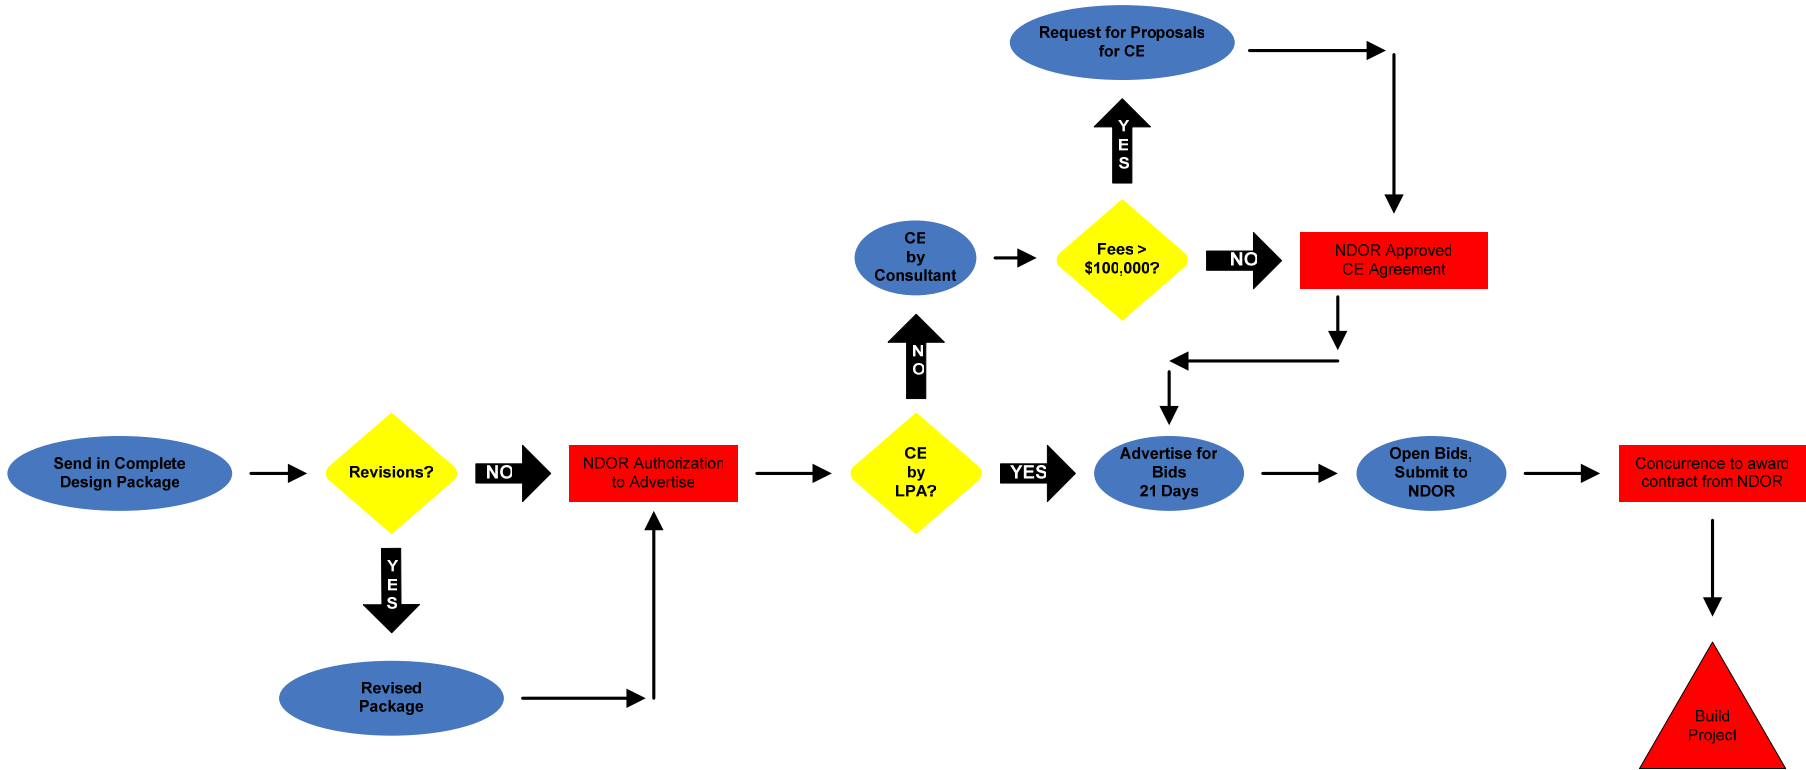 Request for Proposals
for CE
Y
E
S
CE
by
Consultant
Fees >
$100,000?
NO
NDOR Approved
CE Agreement
N
O
Send in Complete
Design Package
Revisions?
NO
NDOR Authorization
to Advertise
CE
by
LPA?
YES
Advertise for
Bids
21 Days
Open Bids,
Submit to
NDOR
Concurrence to award
contract from NDOR
Y
E
S
Revised
Package
Build
Project